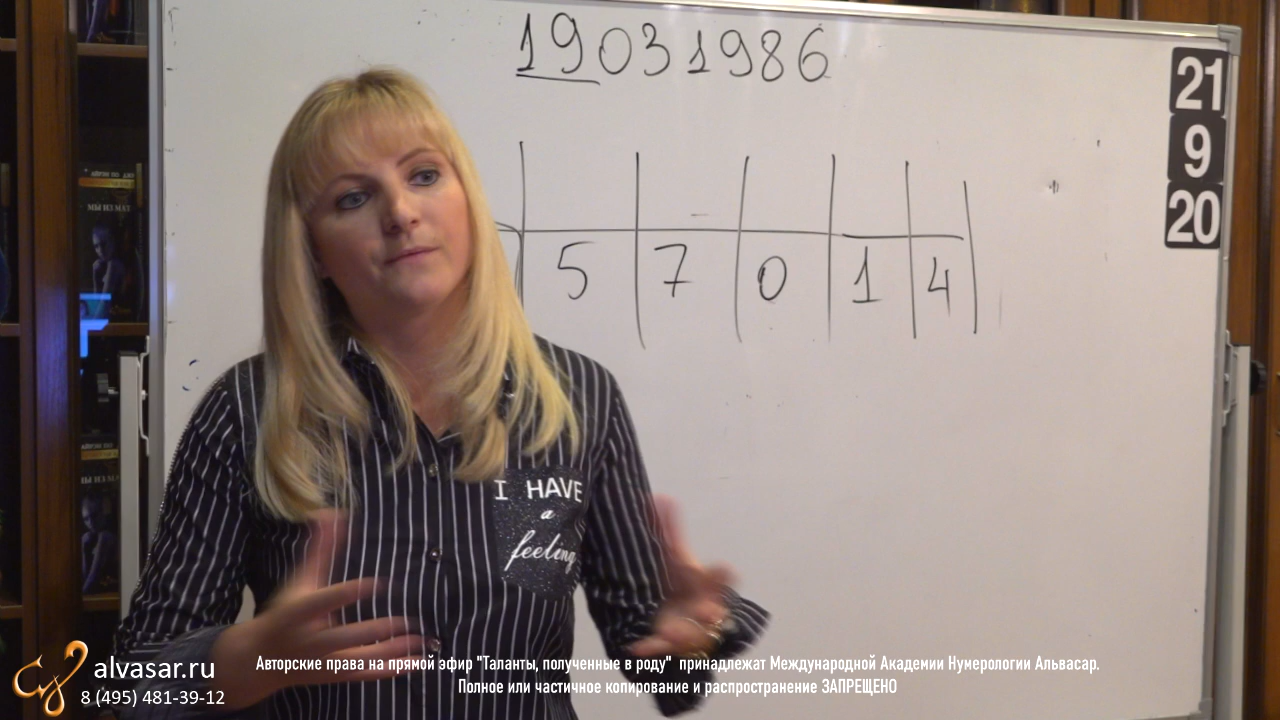 19031986
21
9
20
5 7 0 1 4
I HAVE
a
feeling
alvasar.ru
8 (495) 481-39-12
Авторские права на прямой эфир "Таланты, полученные в роду" принадлежат Международной Академии Нумерологии Альвасар.
Полное или частичное копирование и распространение ЗАПРЕЩЕНО